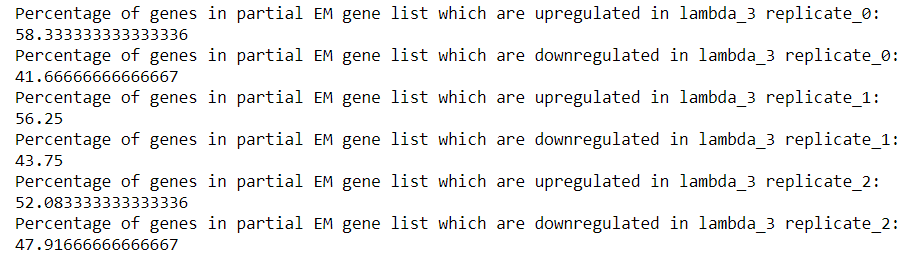 Percentage of genes in partial EM gene list which are upregulated in lambda_3 replicate_0:
58.333333333333336
Percentage of genes in partial EM gene list which are downregulated in lambda_3 replicate_0:
41.66666666666667
Percentage of genes in partial EM gene list which are upregulated in lambda_3 replicate_1:
56.25
Percentage of genes in partial EM gene list which are downregulated in lambda_3 replicate_1:
43.75
Percentage of genes in partial EM gene list which are upregulated in lambda_3 replicate_2:
52.083333333333336
Percentage of genes in partial EM gene list which are downregulated in lambda_3 replicate_2:
47.91666666666667